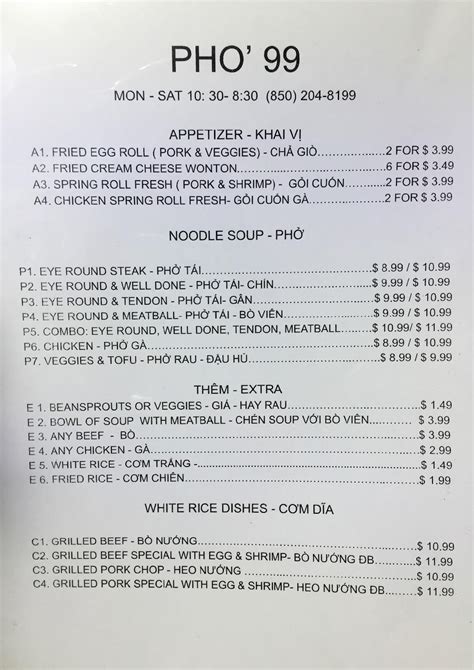 PHO' 99
MON - SAT 10: 30- 8:30 (850) 204-8199
APPETIZER - KHAI VỊ
A1. FRIED EGG ROLL ( PORK & VEGGIES) - CHẢ GIÒ.................2 FOR $ 3.99
A2. FRIED CREAM CHEESE WONTON............................6 FOR $ 3.49
A3. SPRING ROLL FRESH ( PORK & SHRIMP) - GỎI CUỐN..........2 FOR $ 3.99
A4. CHICKEN SPRING ROLL FRESH- GỎI CUỐN GÀ................2 FOR $ 3.99
NOODLE SOUP - PHỞ
P1. EYE ROUND STEAK - PHỞ TÁI..............................$ 8.99 / $ 10.99
P2. EYE ROUND & WELL DONE - PHỞ TÁI- CHÍN.................$ 8.99 / $ 10.99
P3. EYE ROUND & TENDON - PHỞ TÁI- GÂN.....................$ 8.99 / $ 10.99
P4. EYE ROUND & MEATBALL- PHỞ TÁI - BÒ VIÊN...............$ 8.99 / $ 10.99
P5. COMBO: EYE ROUND, WELL DONE, TENDON, MEATBALL........$ 10.99/ $ 11.99
P6. CHICKEN - PHỞ GÀ.......................................$ 8.99 / $ 10.99
P7. VEGGIES & TOFU - PHỞ RAU - ĐẬU HŨ......................$ 8.99 / $ 9.99
THÊM - EXTRA
E 1. BEANSPROUTS OR VEGGIES - GIÁ - HAY RAU.........................$ 1.49
E 2. BOWL OF SOUP WITH MEATBALL - CHÉN SOUP VỚI BÒ VIÊN...$ 3.99
E 3. ANY BEEF - BÒ..................................................$ 3.99
E 4. ANY CHICKEN - GÀ..............................................$ 2.99
E 5. WHITE RICE - CƠM TRẮNG -......................................$ 1.49
E 6. FRIED RICE - CƠM CHIÊN........................................$ 1.99
WHITE RICE DISHES - CƠM DĨA
C1. GRILLED BEEF - BÒ NƯỚNG.......................................$ 10.99
C2. GRILLED BEEF SPECIAL WITH EGG & SHRIMP- BÒ NƯỚNG ĐB.........$ 11.99
C3. GRILLED PORK CHOP - HEO NƯỚNG ................................$ 10.99
C4. GRILLED PORK SPECIAL WITH EGG & SHRIMP- HEO NƯỚNG ĐB...$ 11.99